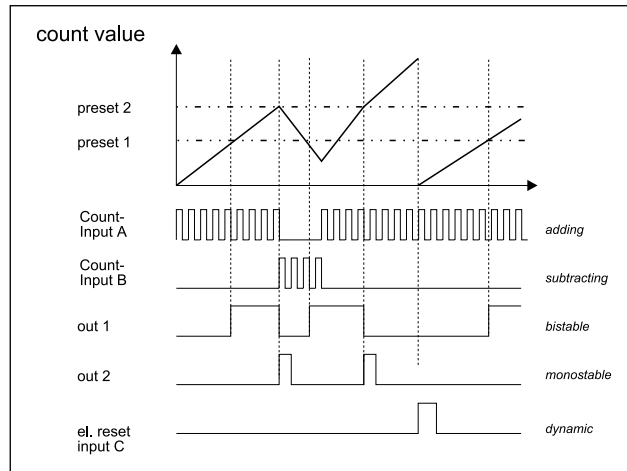 count value
preset 2
preset 1
Count-
Input A
adding
Count-
Input B
subtracting
out 1
bistable
out 2
monostable
el. reset
input C
dynamic